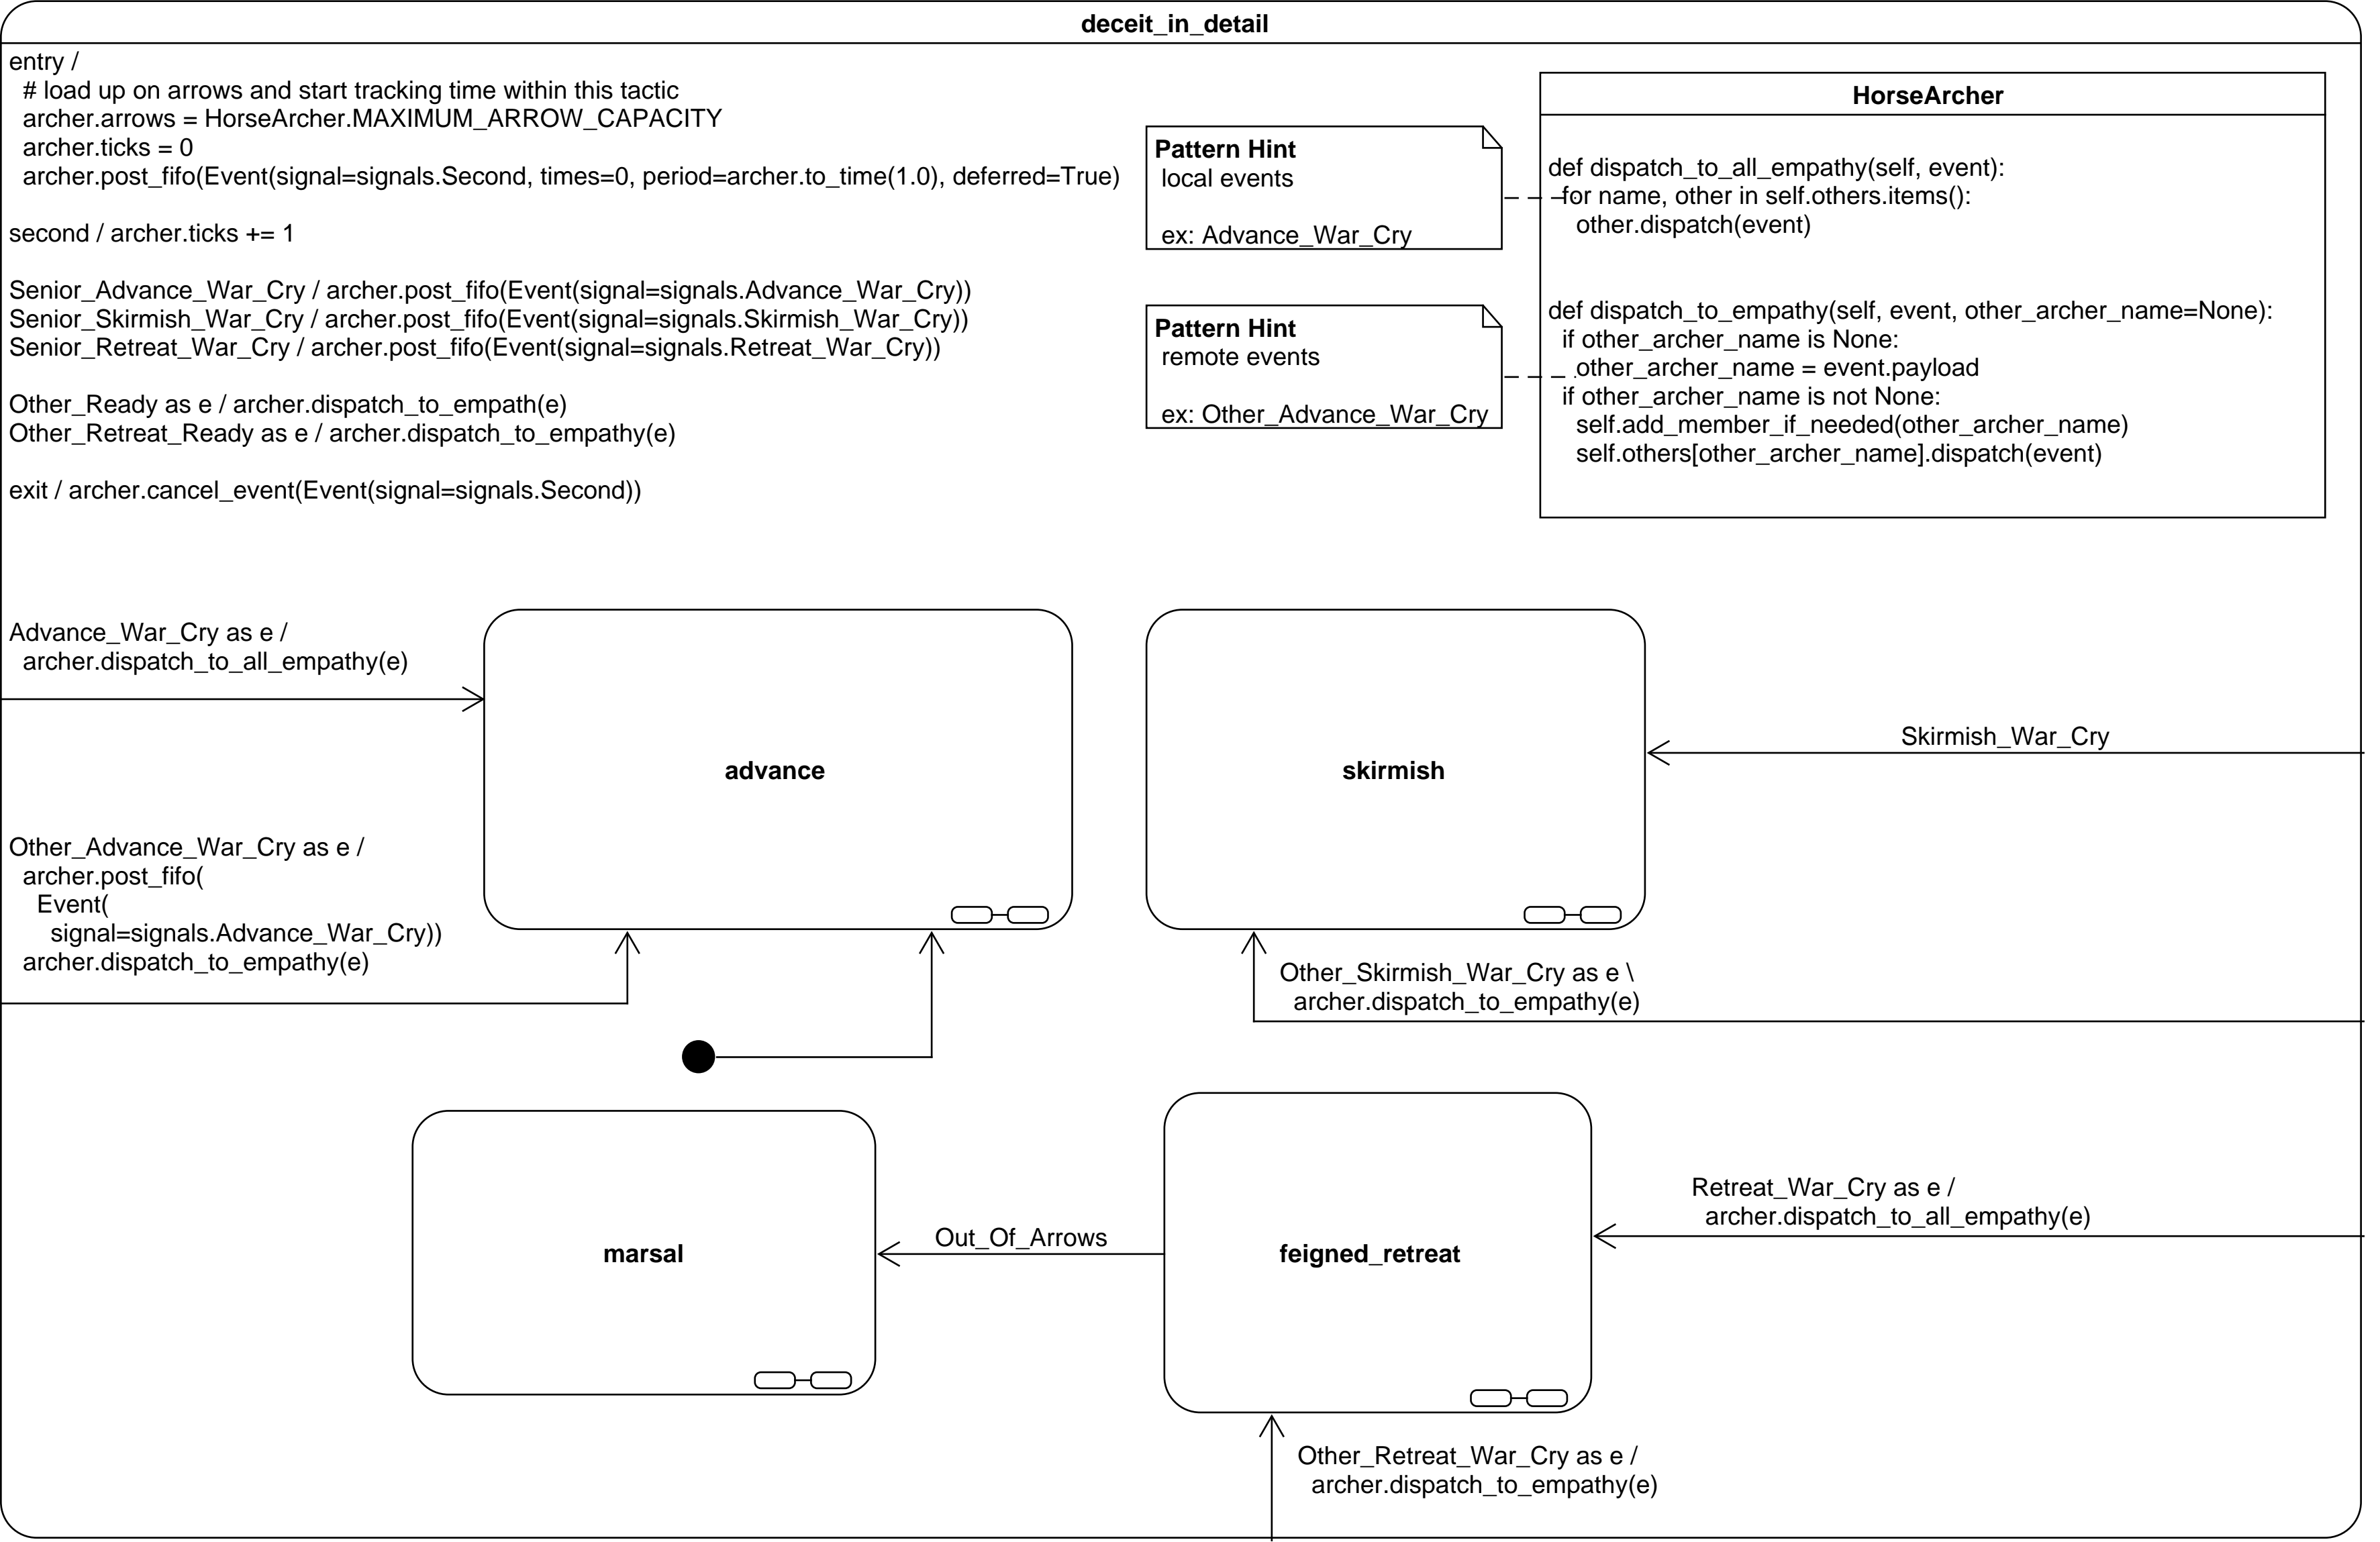 deceit_in_detail
entry /
# load up on arrows and start tracking time within this tactic
archer.arrows = HorseArcher.MAXIMUM_ARROW_CAPACITY
archer.ticks = 0
archer.post_fifo(Event(signal=signals.Second, times=0, period=archer.to_time(1.0), deferred=True)
second / archer.ticks += 1
Senior_Advance_War_Cry / archer.post_fifo(Event(signal=signals.Advance_War_Cry))
Senior_Skirmish_War_Cry / archer.post_fifo(Event(signal=signals.Skirmish_War_Cry))
Senior_Retreat_War_Cry / archer.post_fifo(Event(signal=signals.Retreat_War_Cry))
Other_Ready as e / archer.dispatch_to_empath(e)
Other_Retreat_Ready as e / archer.dispatch_to_empathy(e)
exit / archer.cancel_event(Event(signal=signals.Second))
Pattern Hint
local events
ex: Advance_War_Cry
Pattern Hint
remote events
ex: Other_Advance_War_Cry
HorseArcher
def dispatch_to_all_empathy(self, event):
for name, other in self.others.items():
other.dispatch(event)
def dispatch_to_empathy(self, event, other_archer_name=None):
if other_archer_name is None:
other_archer_name = event.payload
if other_archer_name is not None:
self.add_member_if_needed(other_archer_name)
self.others[other_archer_name].dispatch(event)
Advance_War_Cry as e /
archer.dispatch_to_all_empathy(e)
advance
skirmish
Skirmish_War_Cry
Other_Advance_War_Cry as e /
archer.post_fifo(
Event(
signal=signals.Advance_War_Cry))
archer.dispatch_to_empathy(e)
Other_Skirmish_War_Cry as e \
archer.dispatch_to_empathy(e)
marsal
Out_Of_Arrows
feigned_retreat
Retreat_War_Cry as e /
archer.dispatch_to_all_empathy(e)
Other_Retreat_War_Cry as e /
archer.dispatch_to_empathy(e)